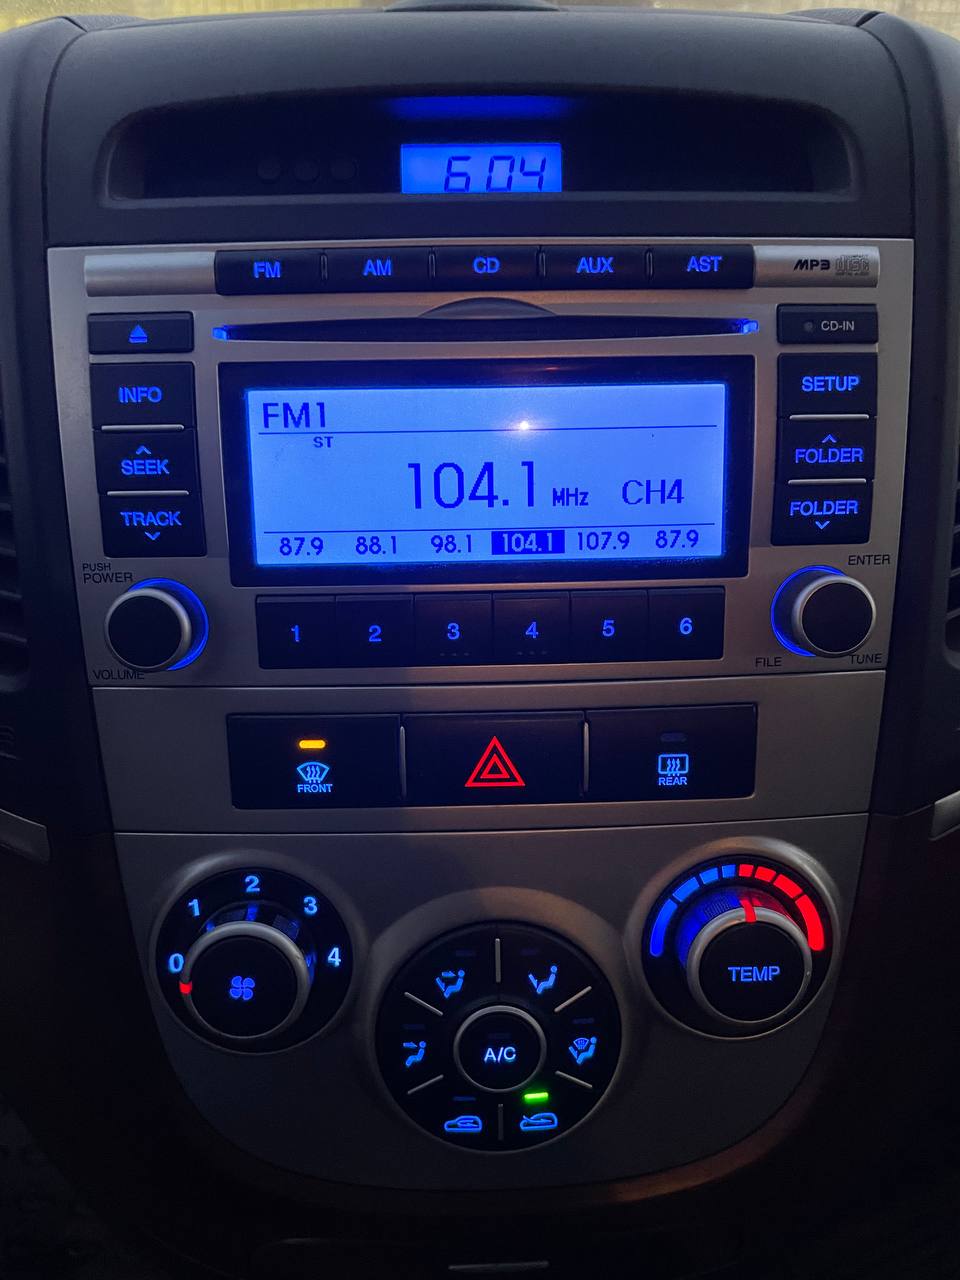 6:04
FM AM CD AUX AST MP3 disc
CD-IN
INFO
SETUP
FM1
ST
SEEK
FOLDER
104.1 MHz CH4
TRACK
FOLDER
87.9 88.1 98.1 104.1 107.9 87.9
PUSH
POWER
ENTER
1 2 3 4 5 6
VOLUME
FILE TUNE
FRONT
REAR
0 1 2 3 4
TEMP
A/C